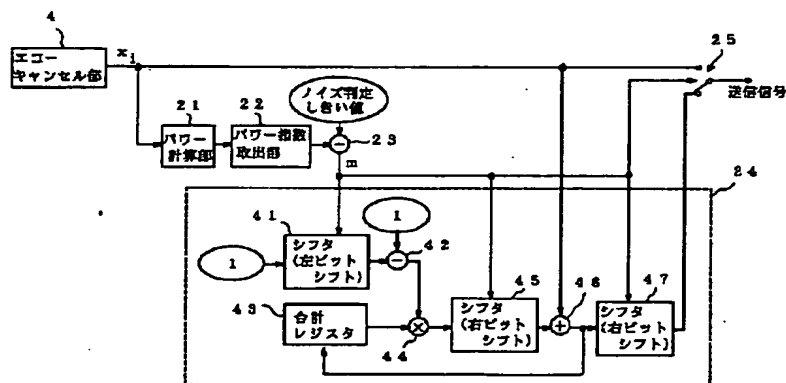 4
エコー
キャンセル部
x i
21
パワー
計算部
22
パワー指数
取出部
ノイズ判定
しきい値
−
23
m
25
送信信号
24
41
シフタ
(左ビット
シフト)
1
1
−
42
43
合計
レジスタ
×
44
45
シフタ
(右ビット
シフト)
+
46
47
シフタ
(右ビット
シフト)